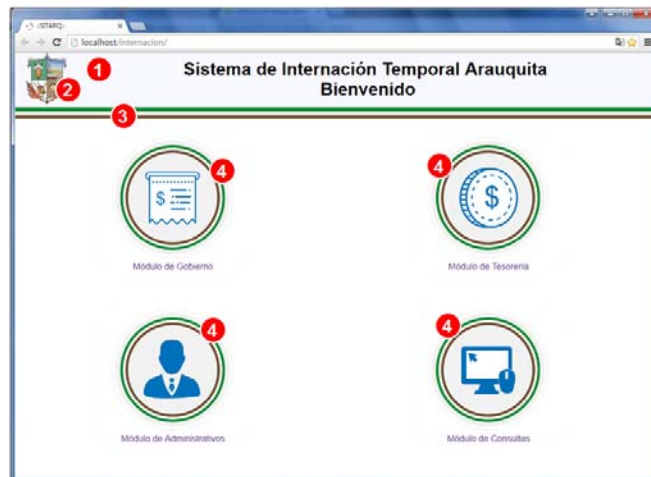 -:SITARQ:-
localhost/internacion/
1
Sistema de Internación Temporal Arauquita
2
Bienvenido
3
4
4
$
$
Módulo de Gobierno
Módulo de Tesorería
4
4
Módulo de Administrativos
Módulo de Consultas